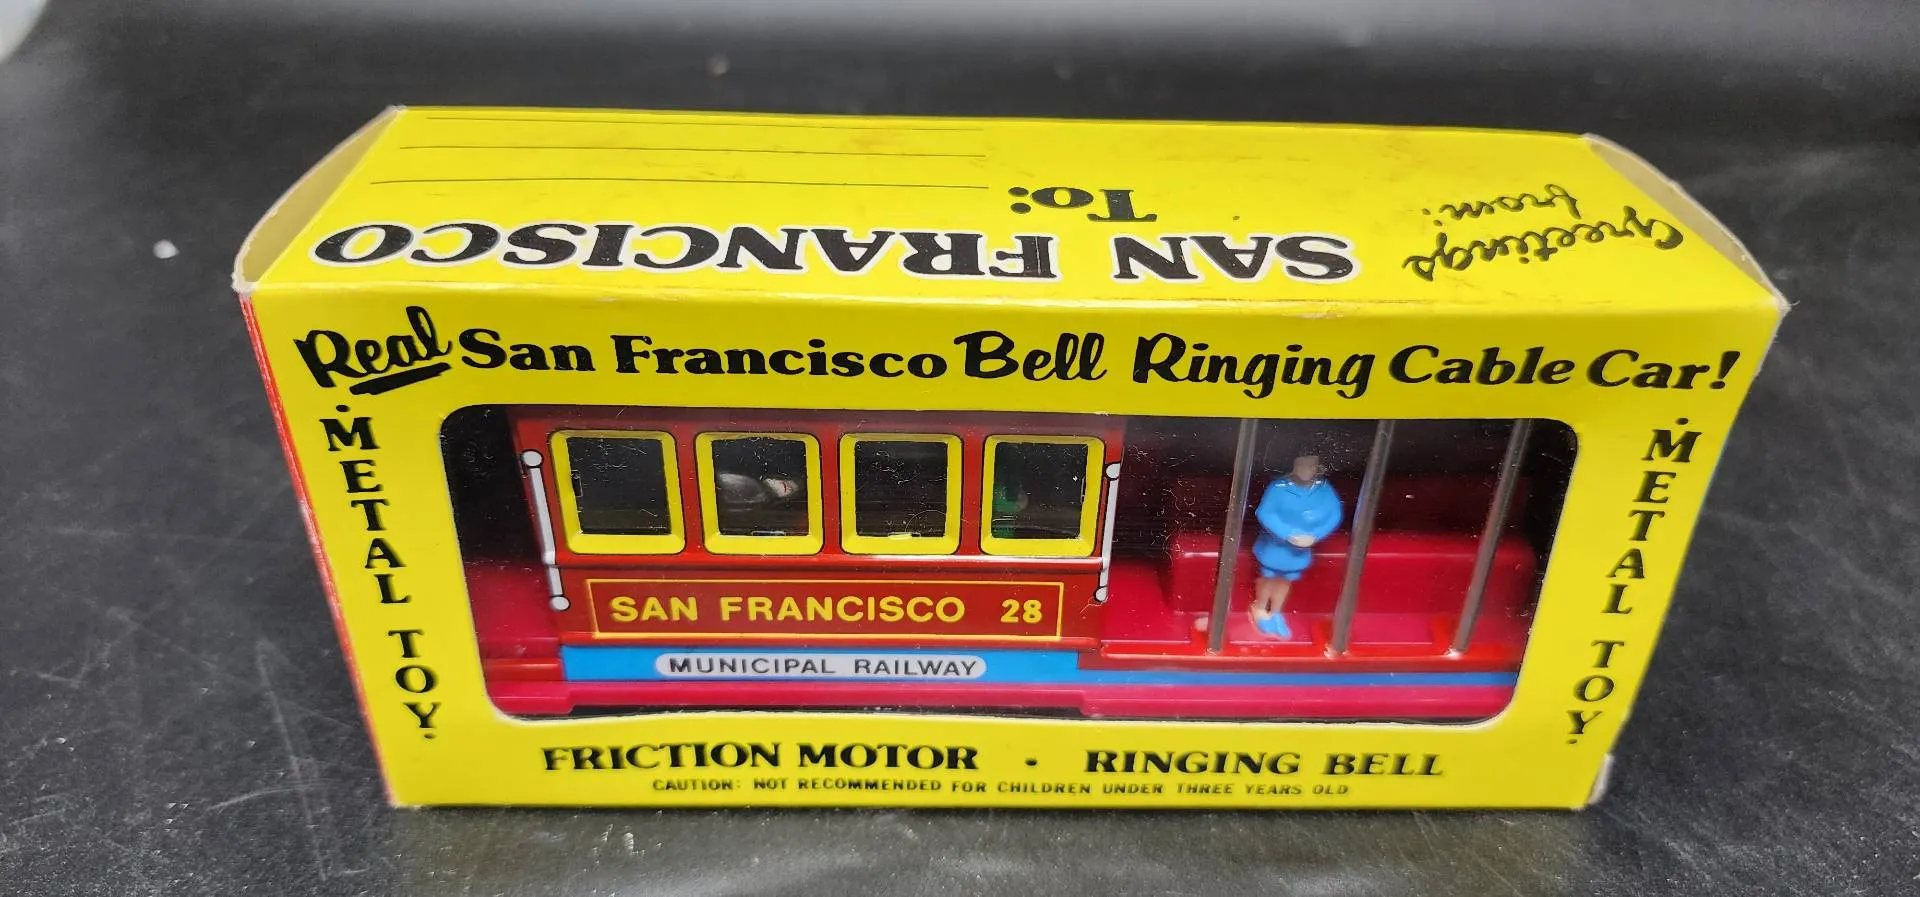 Greetings from:
SAN FRANCISCO
To:
Real San Francisco Bell Ringing Cable Car!
· METAL TOY ·
· METAL TOY ·
SAN FRANCISCO 28
MUNICIPAL RAILWAY
FRICTION MOTOR · RINGING BELL
CAUTION: NOT RECOMMENDED FOR CHILDREN UNDER THREE YEARS OLD